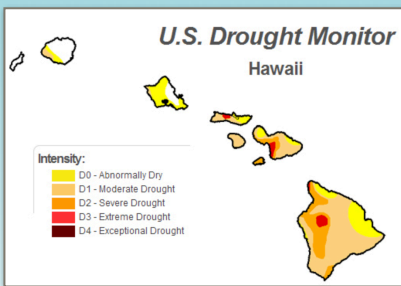 U.S. Drought Monitor
Hawaii
Intensity:
D0 - Abnormally Dry
D1 - Moderate Drought
D2 - Severe Drought
D3 - Extreme Drought
D4 - Exceptional Drought